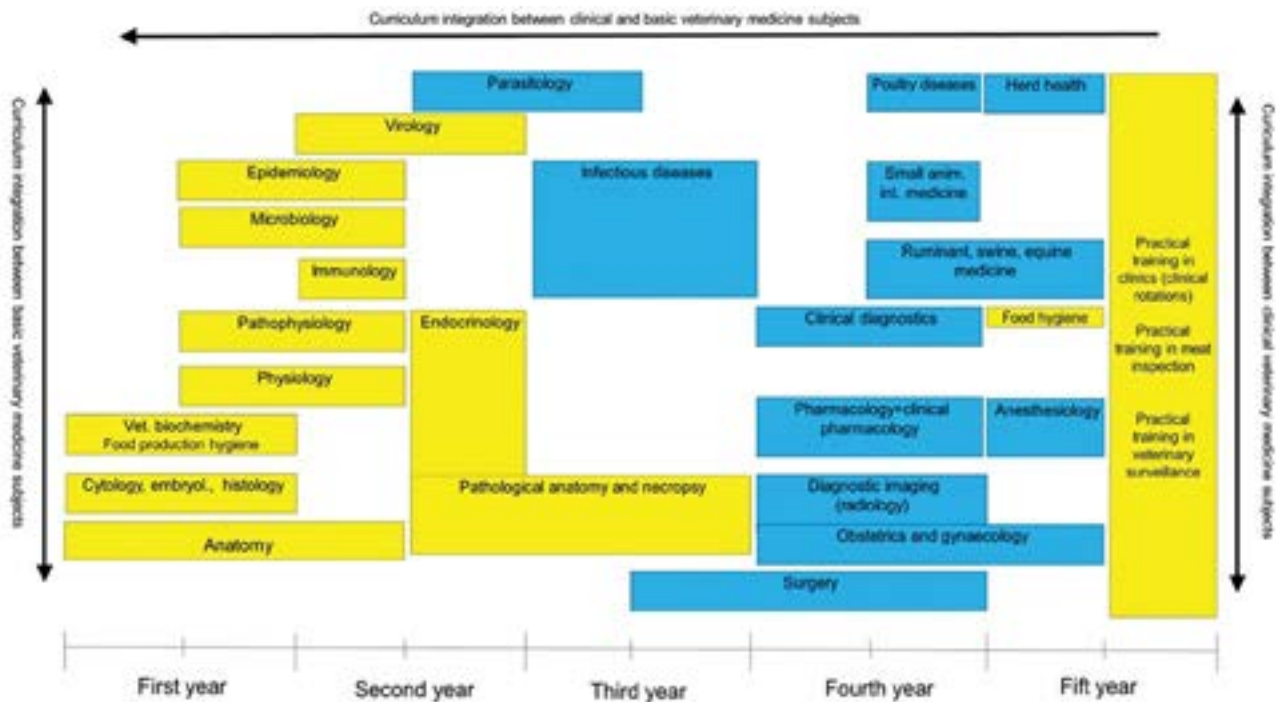 Curriculum integration between clinical and basic veterinary medicine subjects
Curriculum integration between basic veterinary medicine subjects
Parasitology
Poultry diseases
Herd health
Virology
Epidemiology
Infectious diseases
Small anim.
inl. medicine
Microbiology
Immunology
Ruminant, swine, equine
medicine
Pathophysiology
Endocrinology
Clinical diagnostics
Food hygiene
Physiology
Vet. biochemistry
Food production hygiene
Pharmacology+clinical
pharmacology
Anesthesiology
Cytology, embryol., histology
Pathological anatomy and necropsy
Diagnostic imaging
(radiology)
Anatomy
Obstetrics and gynaecology
Surgery
Practical
training in
clinics (clinical
rotations)
Practical
training in meat
inspection
Practical
training in
veterinary
surveillance
Curiculum integration between clinical veterinary medicine subjects
First year
Second year
Third year
Fourth year
Fift year